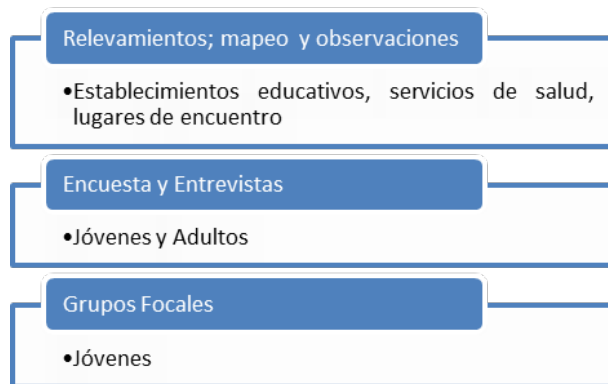 Relevamientos; mapeo y observaciones
•Establecimientos educativos, servicios de salud,
lugares de encuentro
Encuesta y Entrevistas
•Jóvenes y Adultos
Grupos Focales
•Jóvenes